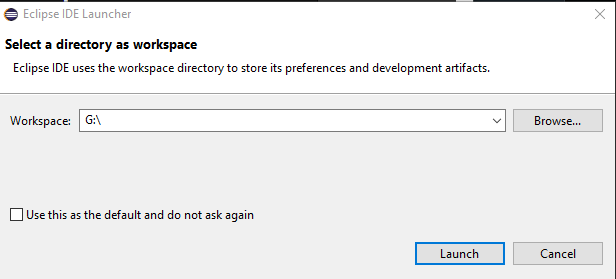 Eclipse IDE Launcher
Select a directory as workspace
Eclipse IDE uses the workspace directory to store its preferences and development artifacts.
Workspace: G:\ Browse...
Use this as the default and do not ask again
Launch Cancel